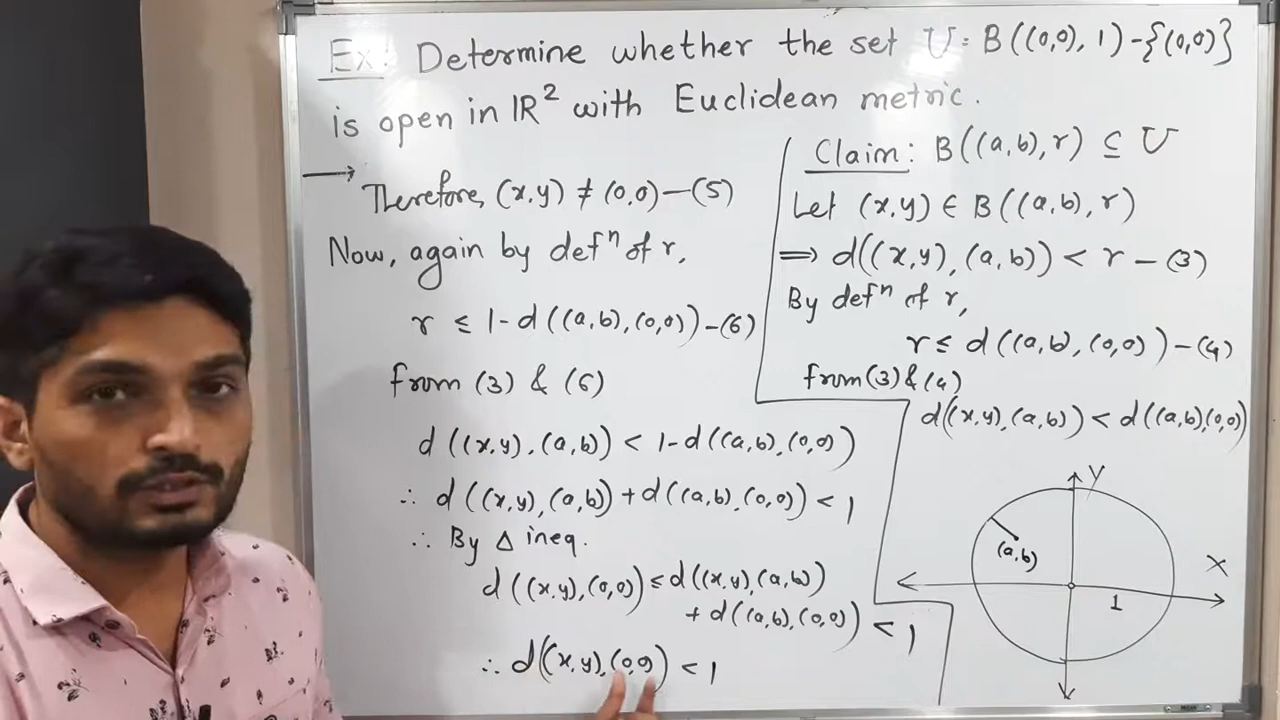 Ex: Determine whether the set U = B((0,0), 1) - {(0,0)}
is open in IR² with Euclidean metric.
→ Therefore, (x,y) ≠ (0,0) — (5)
Now, again by defⁿ of r,
r ≤ 1 - d((a,b), (0,0)) - (6)
from (3) & (6)
d((x,y), (a,b)) < 1 - d((a,b), (0,0))
∴ d((x,y), (a,b)) + d((a,b), (0,0)) < 1
∴ By Δ ineq.
d((x,y), (0,0)) ≤ d((x,y), (a,b))
+ d((a,b), (0,0)) < 1
∴ d((x,y), (0,0)) < 1
Claim: B((a,b), r) ⊆ U
Let (x,y) ∈ B((a,b), r)
⟹ d((x,y), (a,b)) < r - (3)
By defⁿ of r,
r ≤ d((a,b), (0,0)) - (4)
from (3) & (4)
d((x,y), (a,b)) < d((a,b), (0,0))
y
(a,b)
x
1